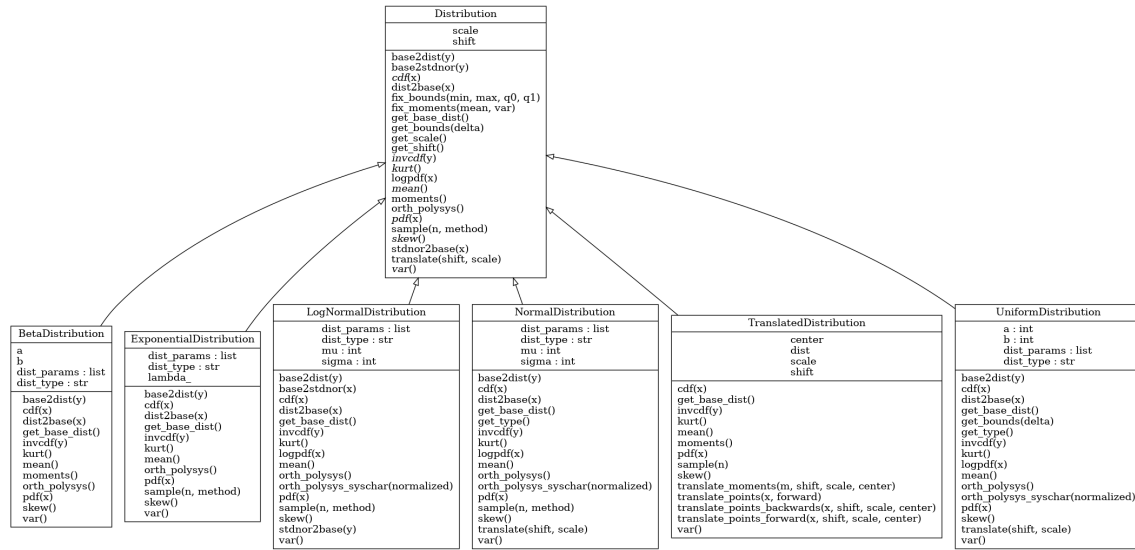 Distribution
scale
shift
base2dist(y)
base2stdnor(y)
cdf(x)
dist2base(x)
fix_bounds(min, max, q0, q1)
fix_moments(mean, var)
get_base_dist()
get_bounds(delta)
get_scale()
get_shift()
invcdf(y)
kurt()
logpdf(x)
mean()
moments()
orth_polysys()
pdf(x)
sample(n, method)
skew()
stdnor2base(x)
translate(shift, scale)
var()
BetaDistribution
a
b
dist_params : list
dist_type : str
base2dist(y)
cdf(x)
dist2base(x)
get_base_dist()
invcdf(y)
kurt()
mean()
moments()
orth_polysys()
pdf(x)
skew()
var()
ExponentialDistribution
dist_params : list
dist_type : str
lambda_
base2dist(y)
cdf(x)
dist2base(x)
get_base_dist()
invcdf(y)
kurt()
mean()
orth_polysys()
pdf(x)
sample(n, method)
skew()
var()
LogNormalDistribution
dist_params : list
dist_type : str
mu : int
sigma : int
base2dist(y)
base2stdnor(x)
cdf(x)
dist2base(x)
get_base_dist()
invcdf(y)
kurt()
logpdf(x)
mean()
orth_polysys()
orth_polysys_syschar(normalized)
pdf(x)
sample(n, method)
skew()
stdnor2base(y)
var()
NormalDistribution
dist_params : list
dist_type : str
mu : int
sigma : int
base2dist(y)
cdf(x)
dist2base(x)
get_base_dist()
get_type()
invcdf(y)
kurt()
logpdf(x)
mean()
orth_polysys()
orth_polysys_syschar(normalized)
pdf(x)
sample(n, method)
skew()
translate(shift, scale)
var()
TranslatedDistribution
center
dist
scale
shift
cdf(x)
get_base_dist()
invcdf(y)
kurt()
mean()
moments()
pdf(x)
sample(n)
skew()
translate_moments(m, shift, scale, center)
translate_points(x, forward)
translate_points_backwards(x, shift, scale, center)
translate_points_forward(x, shift, scale, center)
var()
UniformDistribution
a : int
b : int
dist_params : list
dist_type : str
base2dist(y)
cdf(x)
dist2base(x)
get_base_dist()
get_bounds(delta)
get_type()
invcdf(y)
kurt()
logpdf(x)
mean()
orth_polysys()
orth_polysys_syschar(normalized)
pdf(x)
skew()
translate(shift, scale)
var()